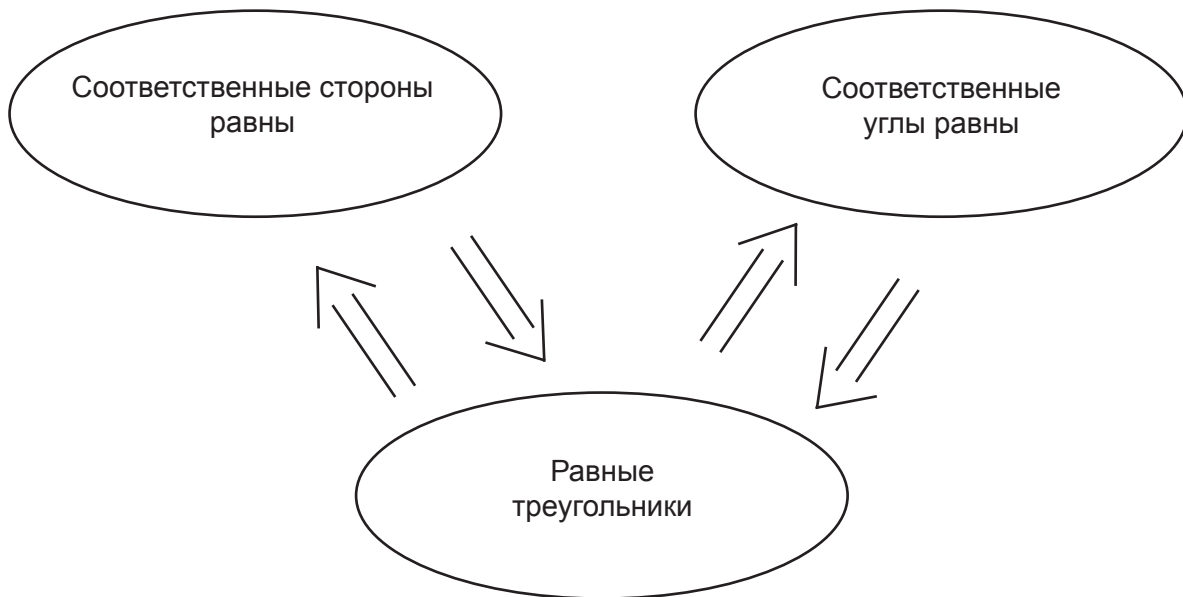 Соответственные стороны
равны
Соответственные
углы равны
Равные
треугольники